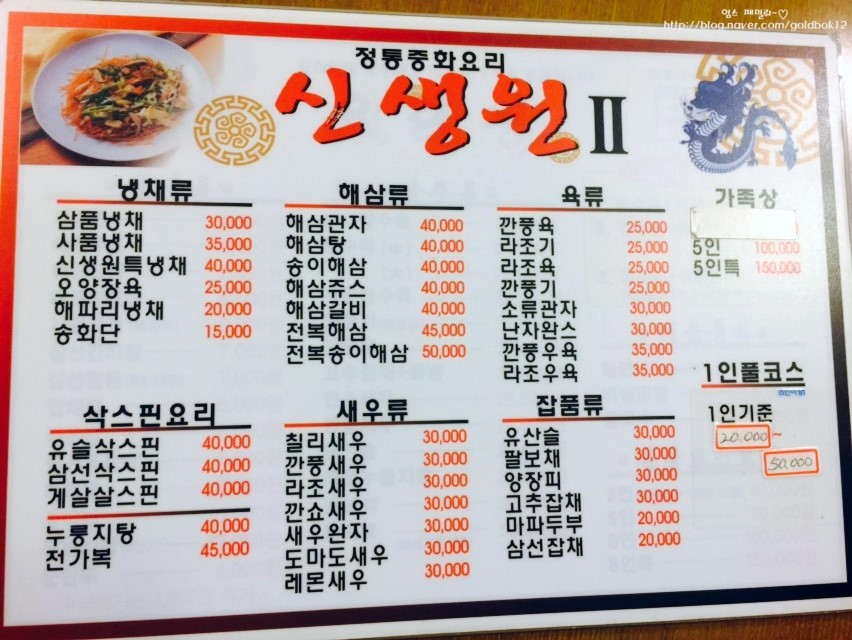 엠스 패밀리~♡
http://blog.naver.com/goldbok12
정통중화요리
신생원 II
냉채류
삼품냉채 30,000
사품냉채 35,000
신생원특냉채 40,000
오양장육 25,000
해파리냉채 20,000
송화단 15,000
해삼류
해삼관자 40,000
해삼탕 40,000
송이해삼 40,000
해삼쥬스 40,000
해삼갈비 40,000
전복해삼 45,000
전복송이해삼 50,000
육류
깐풍육 25,000
라조기 25,000
라조육 25,000
깐풍기 25,000
소류관자 30,000
난자완스 30,000
깐풍우육 35,000
라조우육 35,000
가족상
5인 100,000
5인특 150,000
1인풀코스
1인기준
20.000~
50.000
삭스핀요리
유슬삭스핀 40,000
삼선삭스핀 40,000
게살살스핀 40,000
누룽지탕 40,000
전가복 45,000
새우류
칠리새우 30,000
깐풍새우 30,000
라조새우 30,000
깐쇼새우 30,000
새우완자 30,000
도마도새우 30,000
레몬새우 30,000
잡품류
유산슬 30,000
팔보채 30,000
양장피 30,000
고추잡채 30,000
마파두부 20,000
삼선잡채 20,000